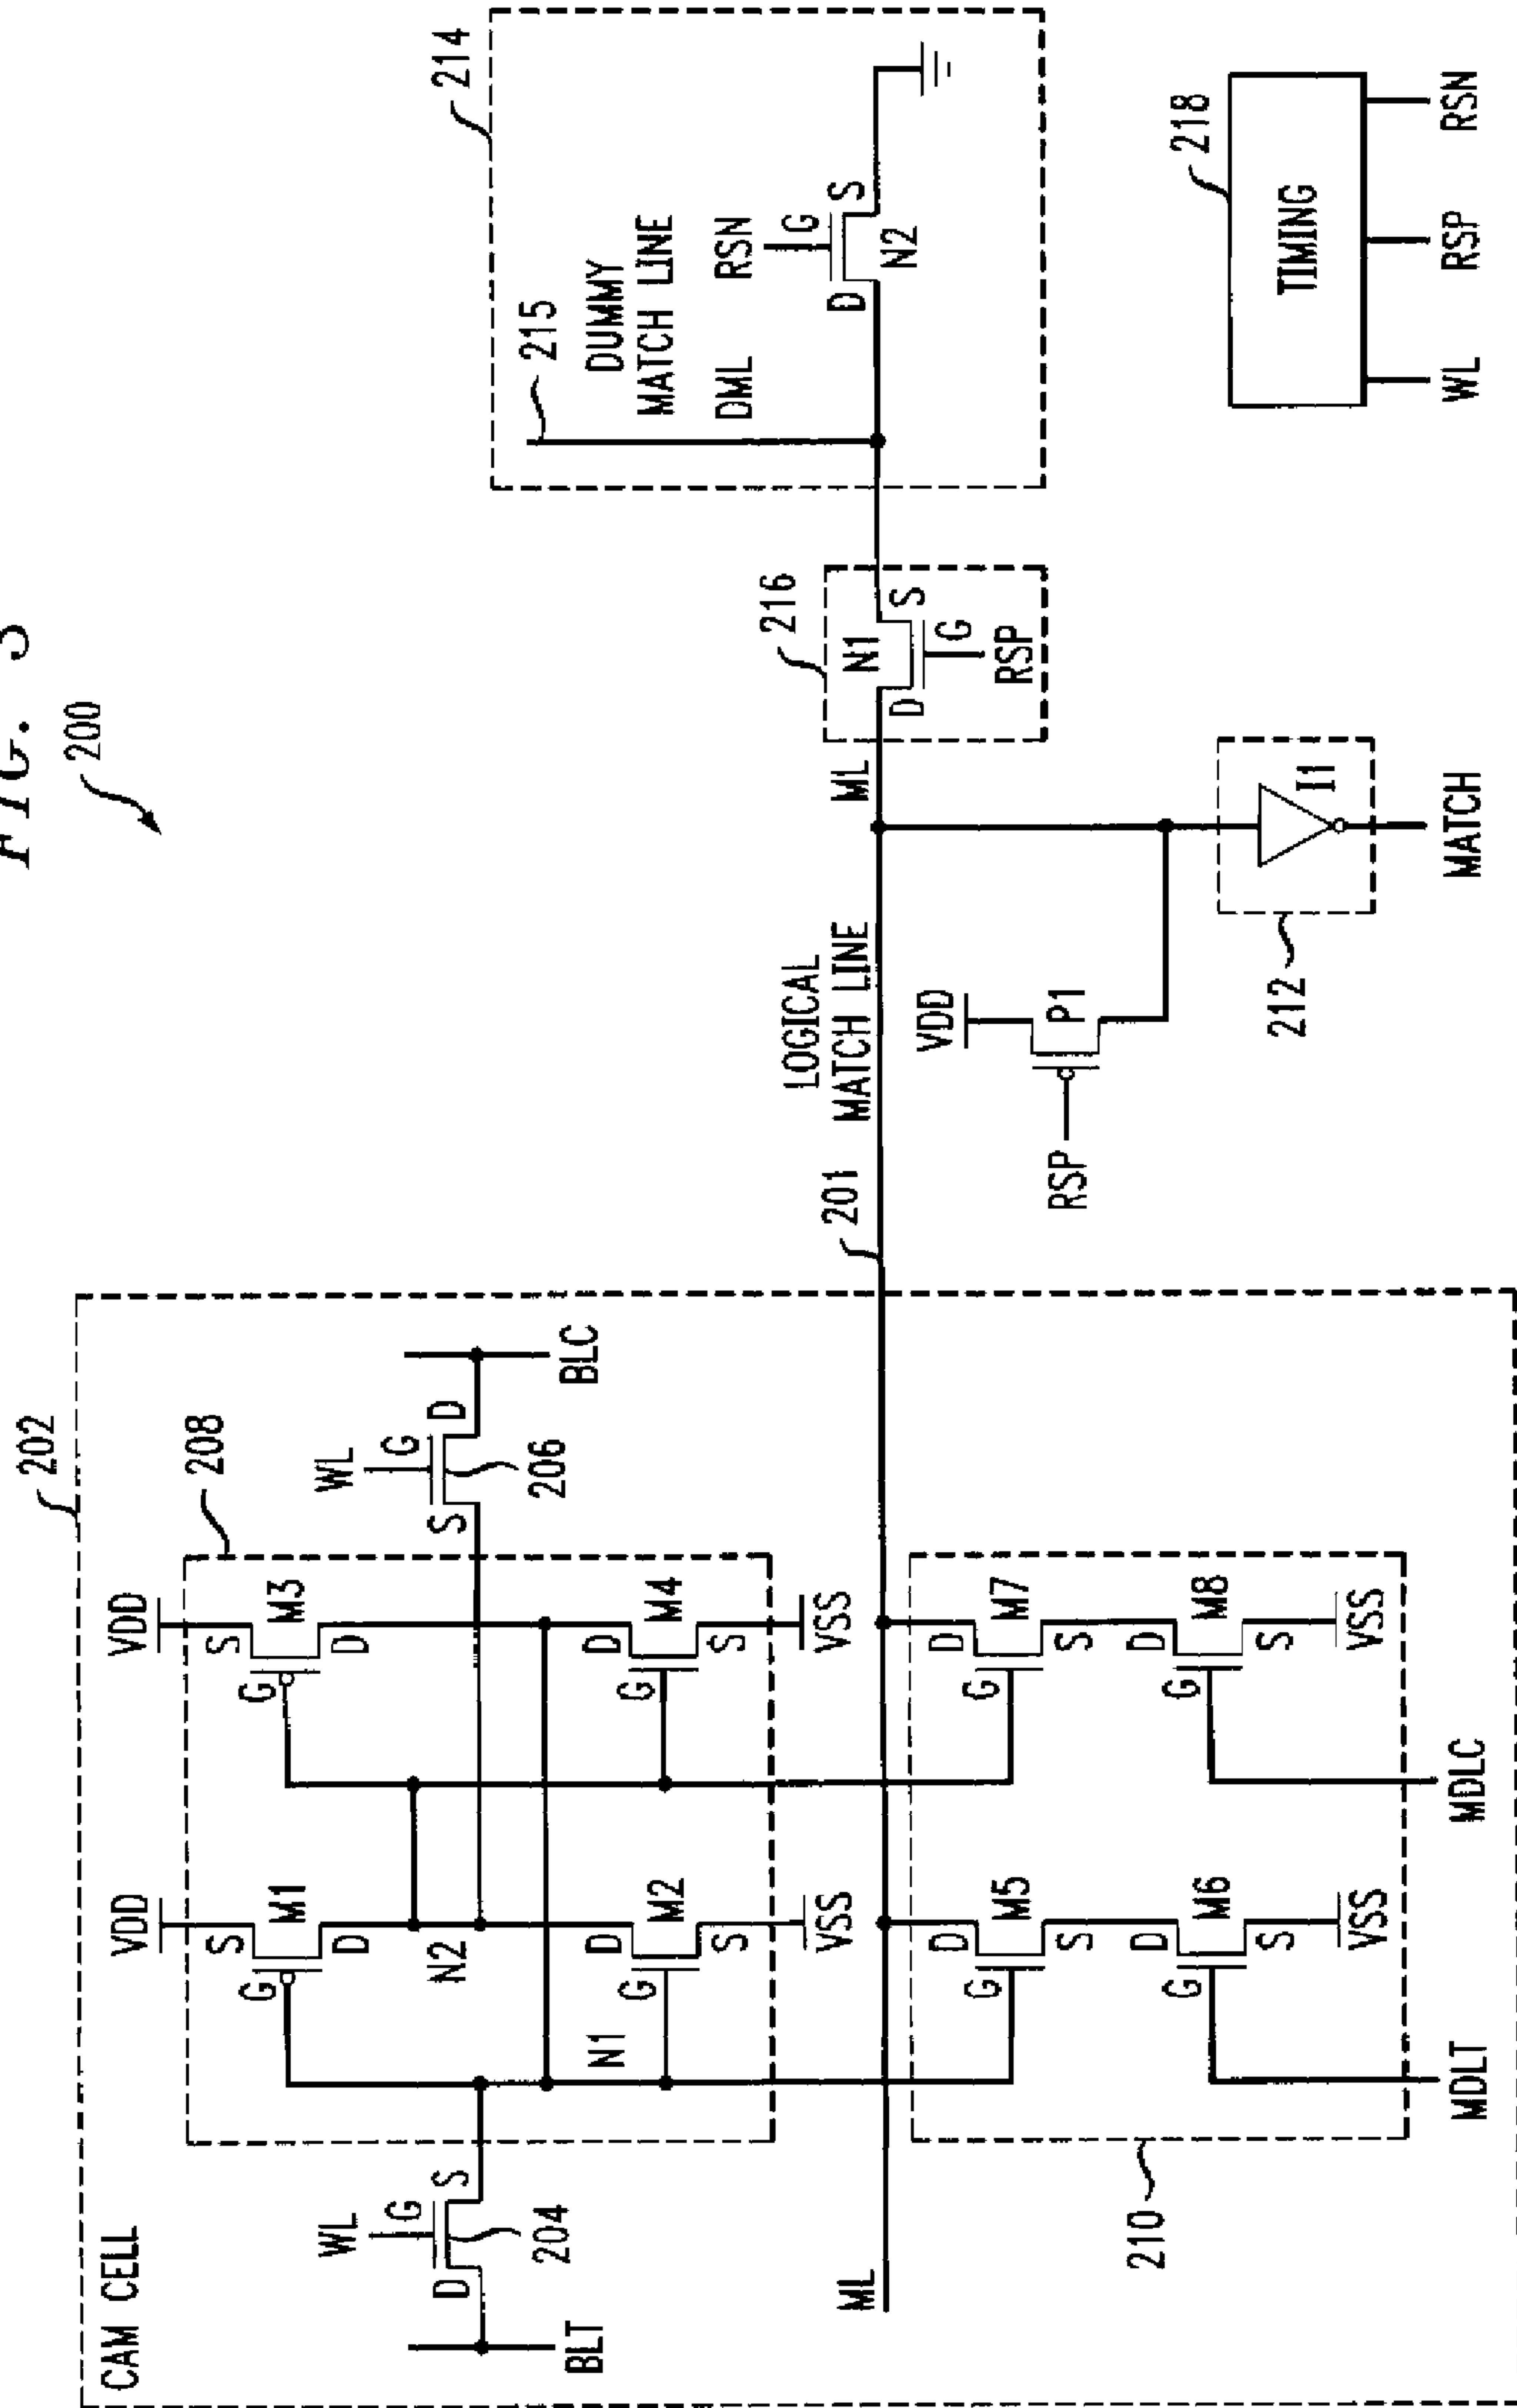 FIG. 3
200
CAM CELL
202
208
VDD
VDD
S
M1
G
D
S
M3
G
D
WL
G
D
S
204
BLT
N2
N1
WL
G
D
S
206
BLC
D
G
M2
S
VSS
D
G
M4
S
VSS
ML
201
LOGICAL
MATCH LINE
ML
D
G
M5
S
D
G
M6
S
VSS
D
G
M7
S
D
G
M8
S
VSS
210
MDLT
MDLC
VDD
P1
RSP
212
I1
MATCH
216
N1
D
S
G
RSP
214
215
DUMMY
MATCH LINE
DML
RSN
G
D
S
N2
218
TIMING
WL
RSP
RSN